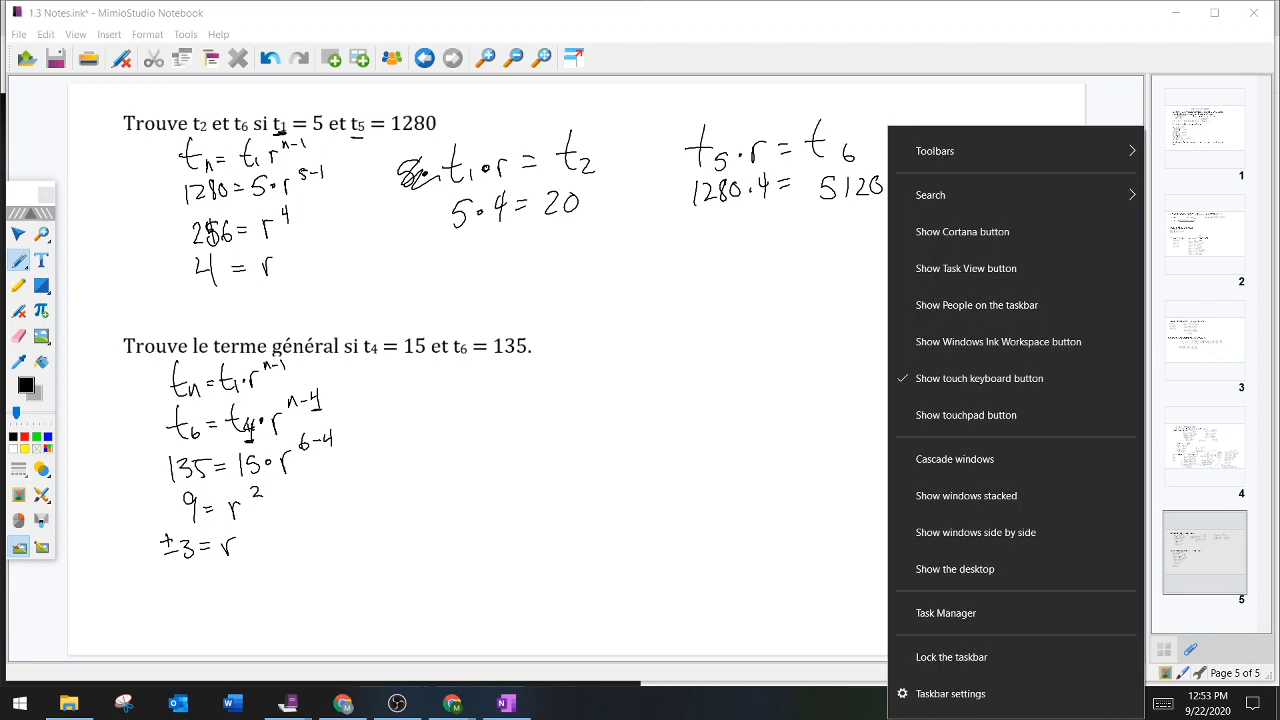 1.3 Notes.ink* - MimioStudio Notebook
File Edit View Insert Format Tools Help
Trouve t₂ et t₆ si t₁ = 5 et t₅ = 1280
tₙ = t₁ rⁿ⁻¹
1280 = 5 · r⁵⁻¹
256 = r⁴
4 = r
t₁ · r = t₂
5 · 4 = 20
t₅ · r = t₆
1280 · 4 = 5120
Trouve le terme général si t₄ = 15 et t₆ = 135.
tₙ = t₁ · rⁿ⁻¹
t₆ = t₄ · rⁿ⁻⁴
135 = 15 · r⁶⁻⁴
9 = r²
±3 = r
Toolbars
Search
Show Cortana button
Show Task View button
Show People on the taskbar
Show Windows Ink Workspace button
Show touch keyboard button
Show touchpad button
Cascade windows
Show windows stacked
Show windows side by side
Show the desktop
Task Manager
Lock the taskbar
Taskbar settings
1
2
3
4
5
Page 5 of 5
12:53 PM
9/22/2020